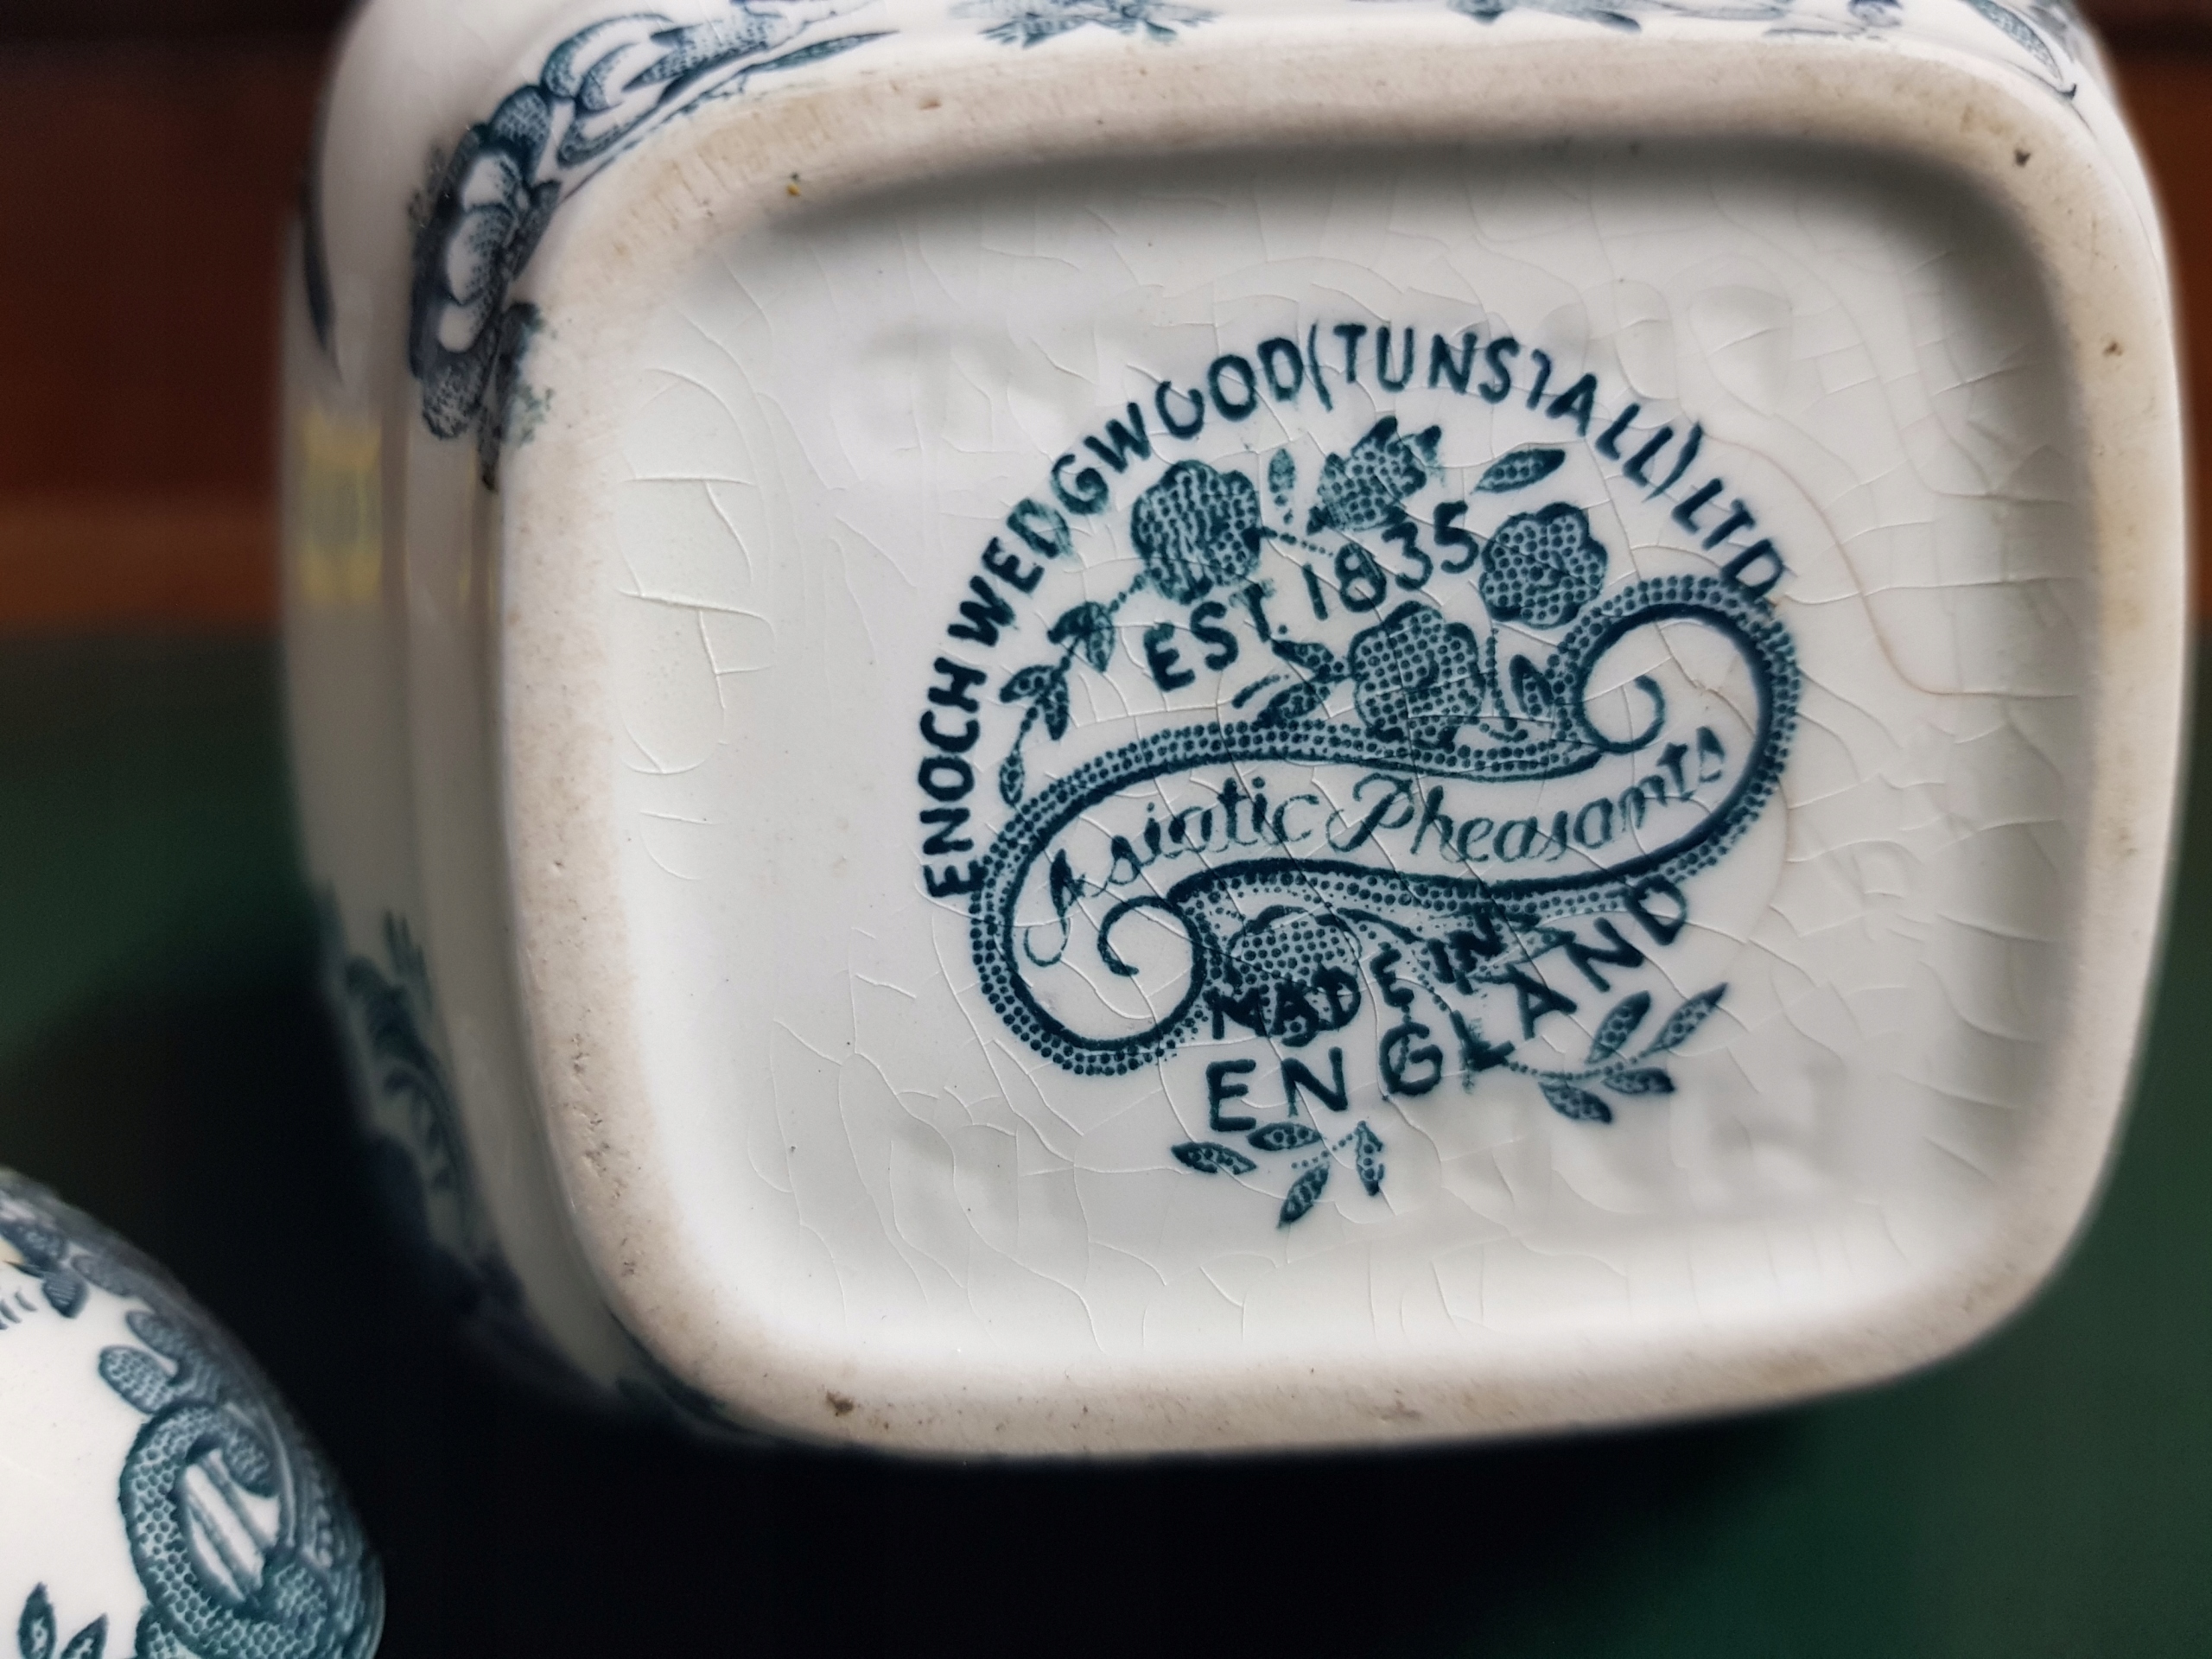 ENOCH WEDGWOOD (TUNSTALL) LTD
EST. 1835
Asiatic Pheasants
MADE IN
ENGLAND